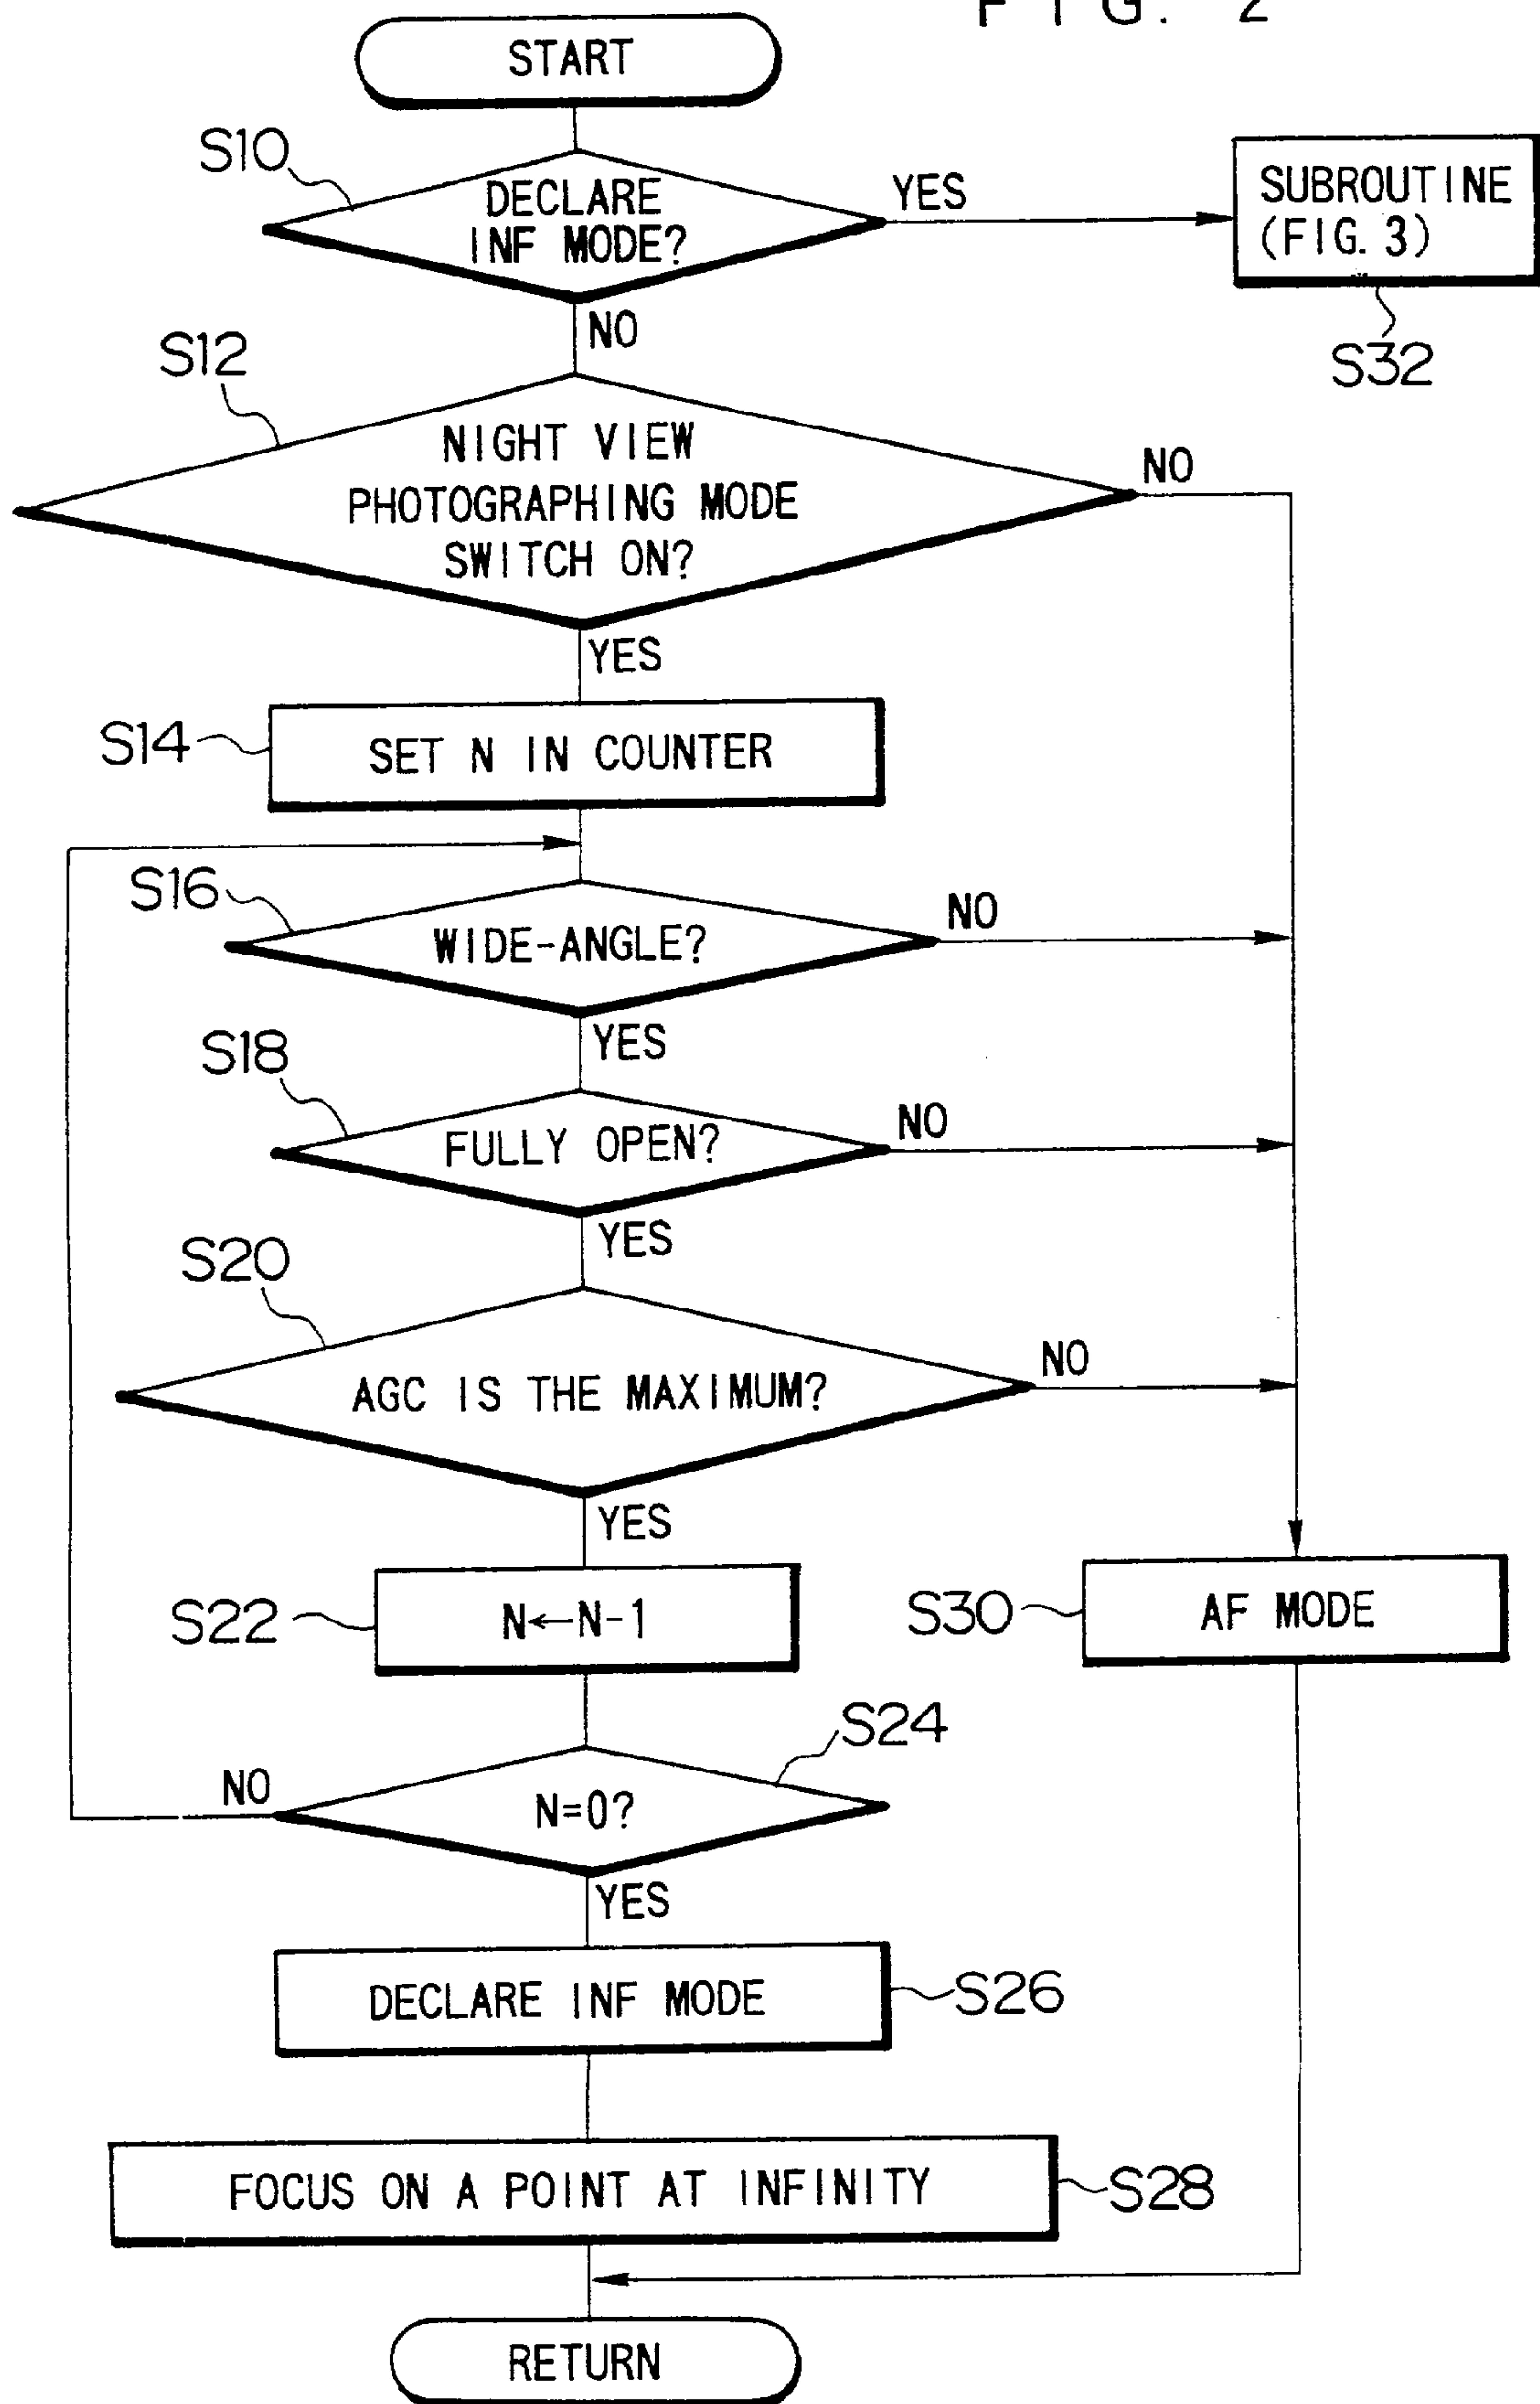 FIG. 2
START
S10
DECLARE
INF MODE?
YES
SUBROUTINE
(FIG. 3)
S32
NO
S12
NIGHT VIEW
PHOTOGRAPHING MODE
SWITCH ON?
NO
YES
S14
SET N IN COUNTER
S16
WIDE-ANGLE?
NO
YES
S18
FULLY OPEN?
NO
YES
S20
AGC IS THE MAXIMUM?
NO
YES
S22
N←N-1
S30
AF MODE
S24
NO
N=0?
YES
DECLARE INF MODE
S26
FOCUS ON A POINT AT INFINITY
S28
RETURN